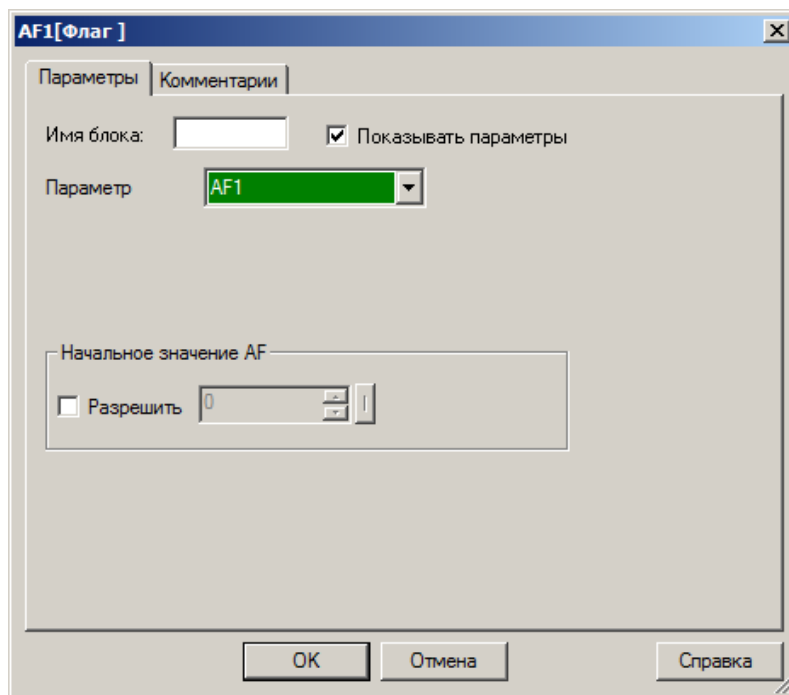 AF1[Флаг ]
Параметры Комментарии
Имя блока: Показывать параметры
Параметр AF1
Начальное значение AF
Разрешить 0 |
OK Отмена Справка